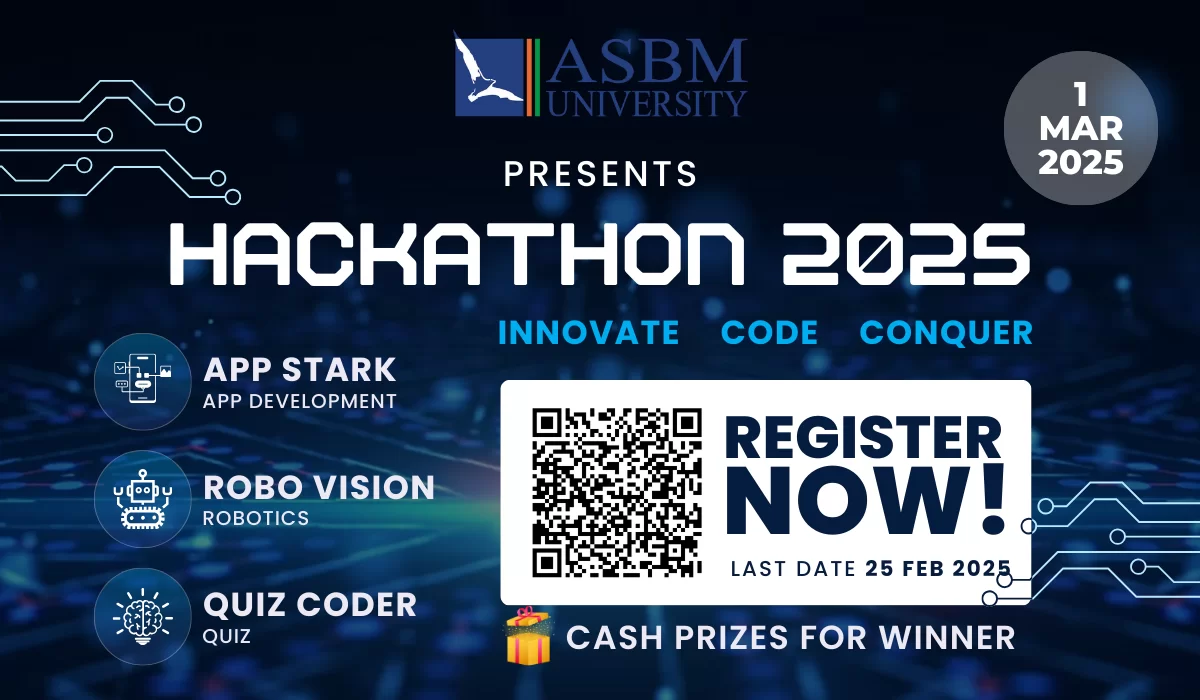 ASBM
UNIVERSITY
1
MAR
2025
PRESENTS
HACKATHON 2025
INNOVATE CODE CONQUER
APP STARK
APP DEVELOPMENT
ROBO VISION
ROBOTICS
QUIZ CODER
QUIZ
REGISTER
NOW!
LAST DATE 25 FEB 2025
CASH PRIZES FOR WINNER